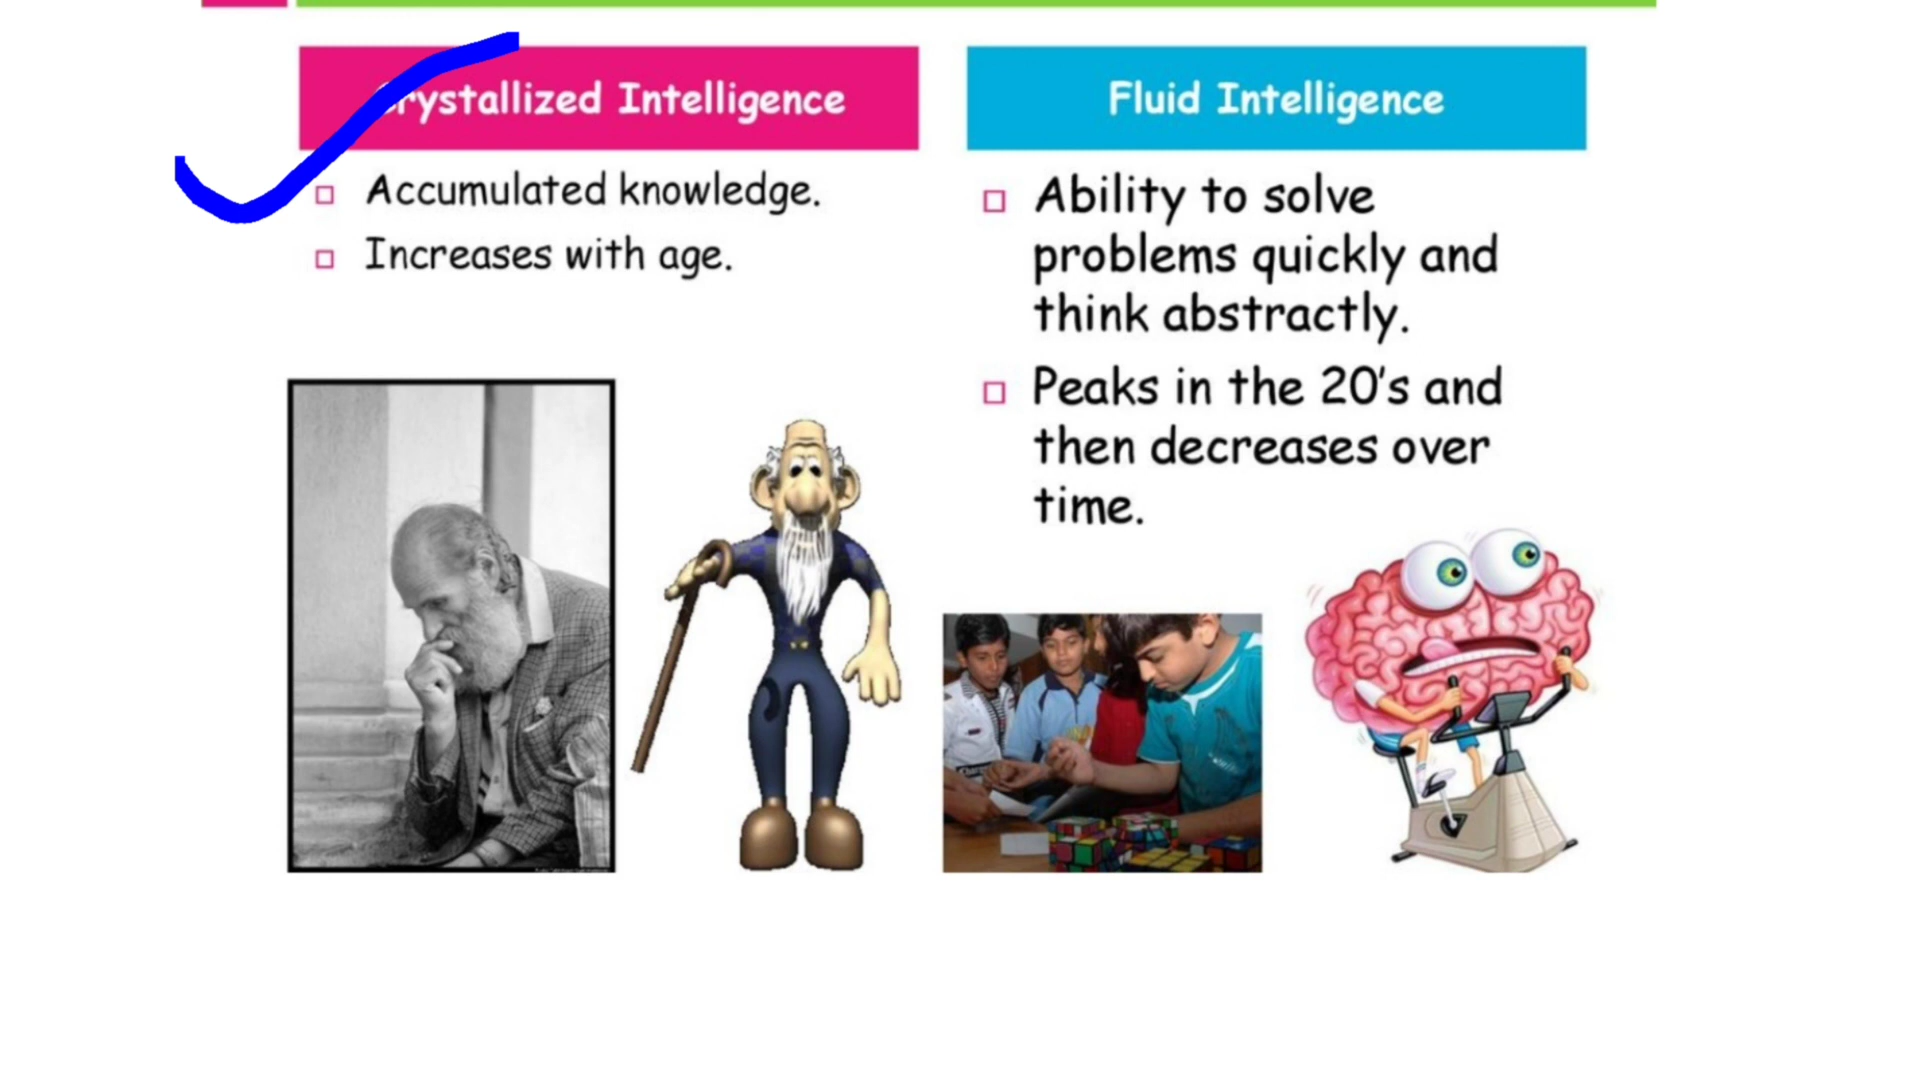 Crystallized Intelligence
Accumulated knowledge.
Increases with age.
Fluid Intelligence
Ability to solve
problems quickly and
think abstractly.
Peaks in the 20's and
then decreases over
time.